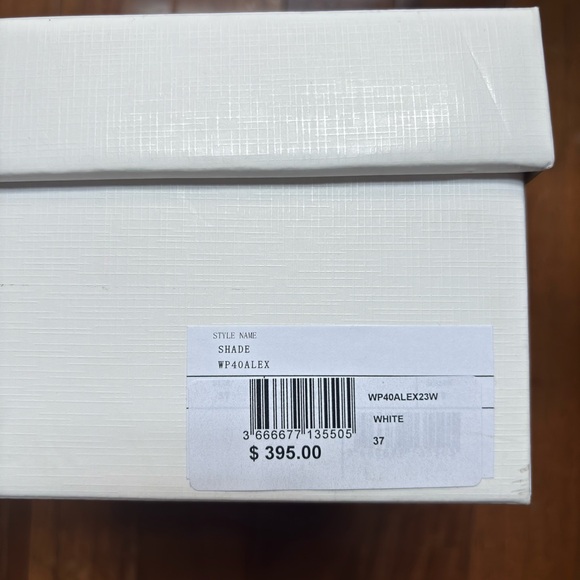 STYLE NAME
SHADE
WP40ALEX
WP40ALEX23W
WHITE
3 666677 135505
37
$ 395.00